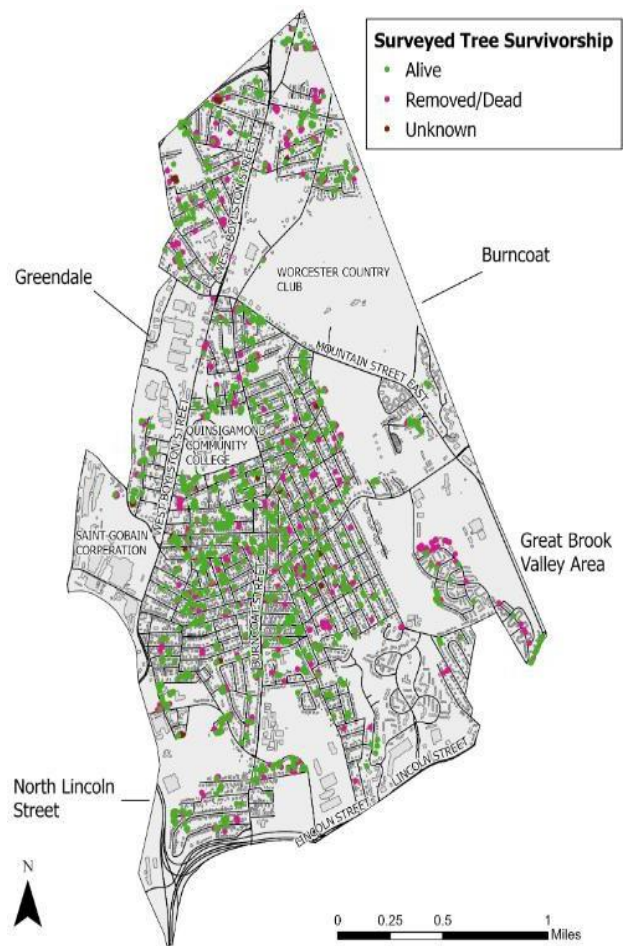 Surveyed Tree Survivorship
Alive
Removed/Dead
Unknown
WEST BOYLSTON STREET
Greendale
WORCESTER COUNTRY
CLUB
Burncoat
MOUNTAIN STREET EAST
QUINSIGAMOND
COMMUNITY
COLLEGE
WEST BOYLSTON STREET
SAINT-GOBAIN
CORPERATION
Great Brook
Valley Area
BURNCOAT STREET
LINCOLN STREET
North Lincoln
Street
LINCOLN STREET
N
0 0.25 0.5 1
Miles